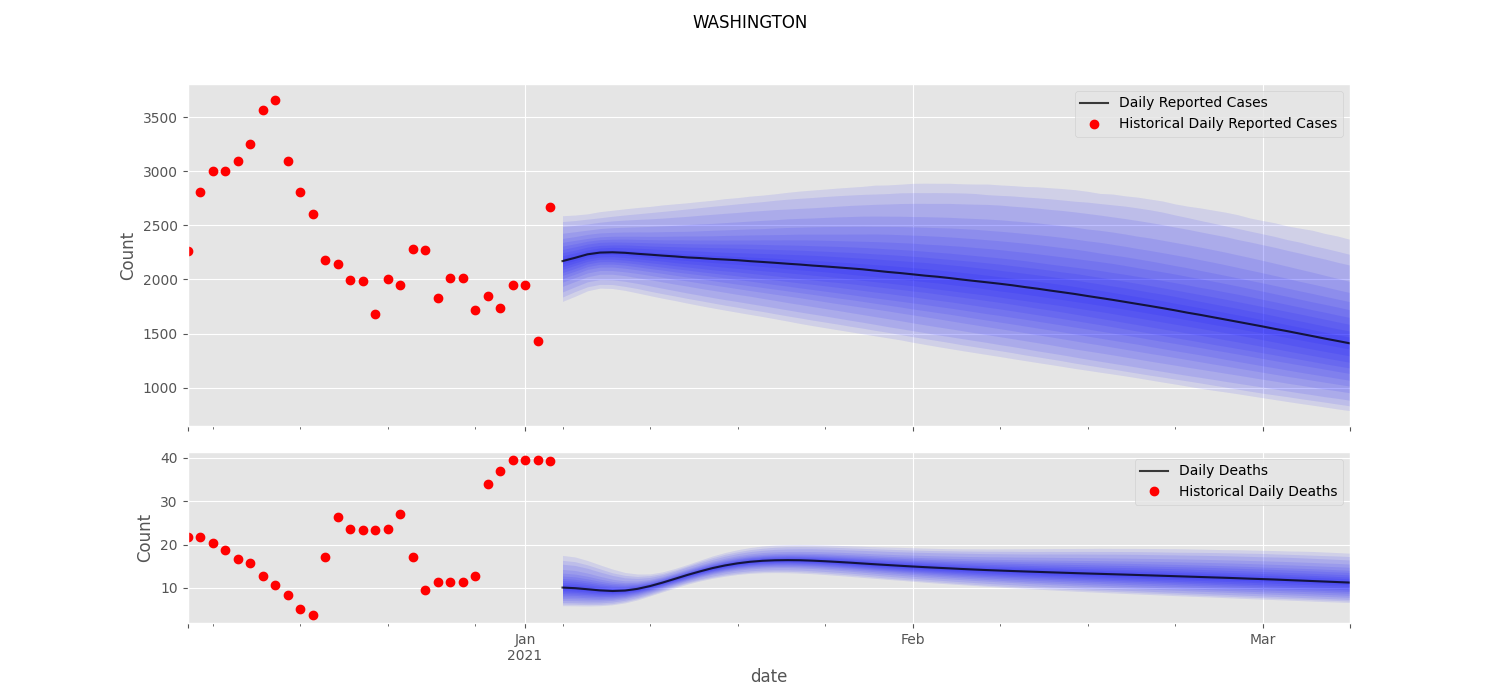 WASHINGTON
Count
3500
3000
2500
2000
1500
1000
Daily Reported Cases
Historical Daily Reported Cases
Count
40
30
20
10
Daily Deaths
Historical Daily Deaths
Jan
2021
Feb
Mar
date